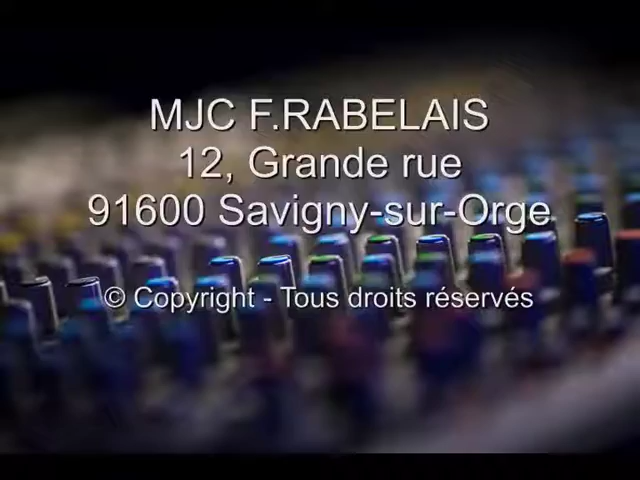 MJC F.RABELAIS
12, Grande rue
91600 Savigny-sur-Orge
© Copyright - Tous droits réservés